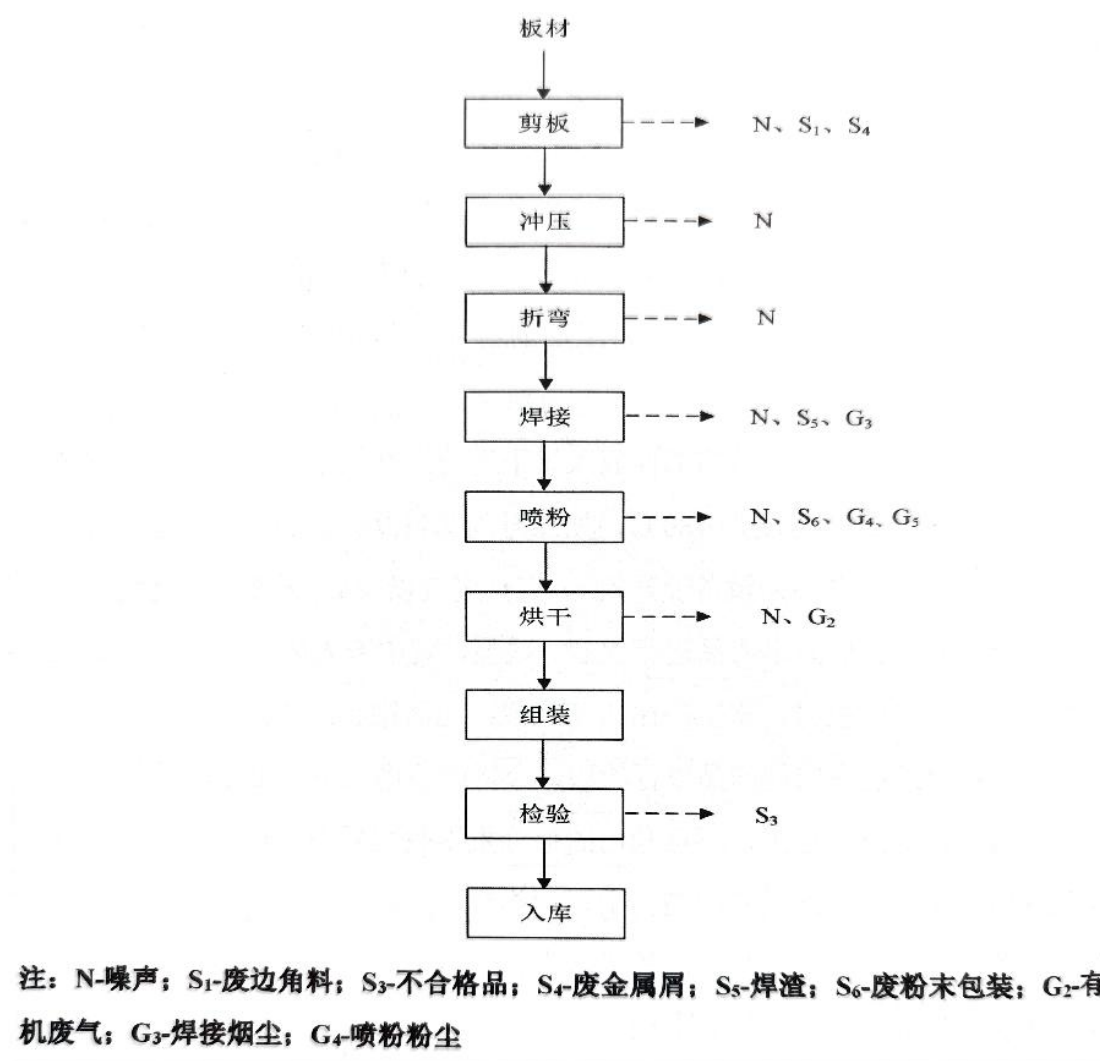 板材
剪板
N、S₁、S₄
冲压
N
折弯
N
焊接
N、S₅、G₃
喷粉
N、S₆、G₄、G₅
烘干
N、G₂
组装
检验
S₃
入库
注：N-噪声；S₁-废边角料；S₃-不合格品；S₄-废金属屑；S₅-焊渣；S₆-废粉末包装；G₂-有
机废气；G₃-焊接烟尘；G₄-喷粉粉尘